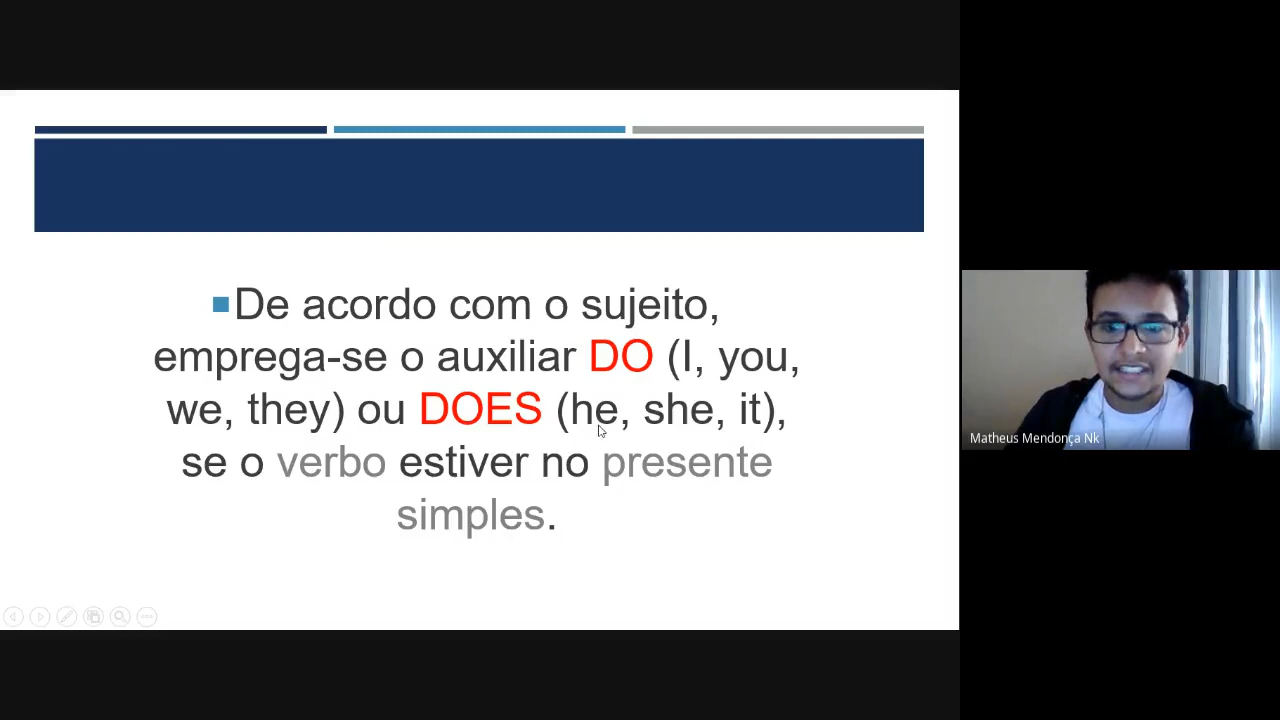 De acordo com o sujeito,
emprega-se o auxiliar DO (I, you,
we, they) ou DOES (he, she, it),
se o verbo estiver no presente
simples.
Matheus Mendonça Nk